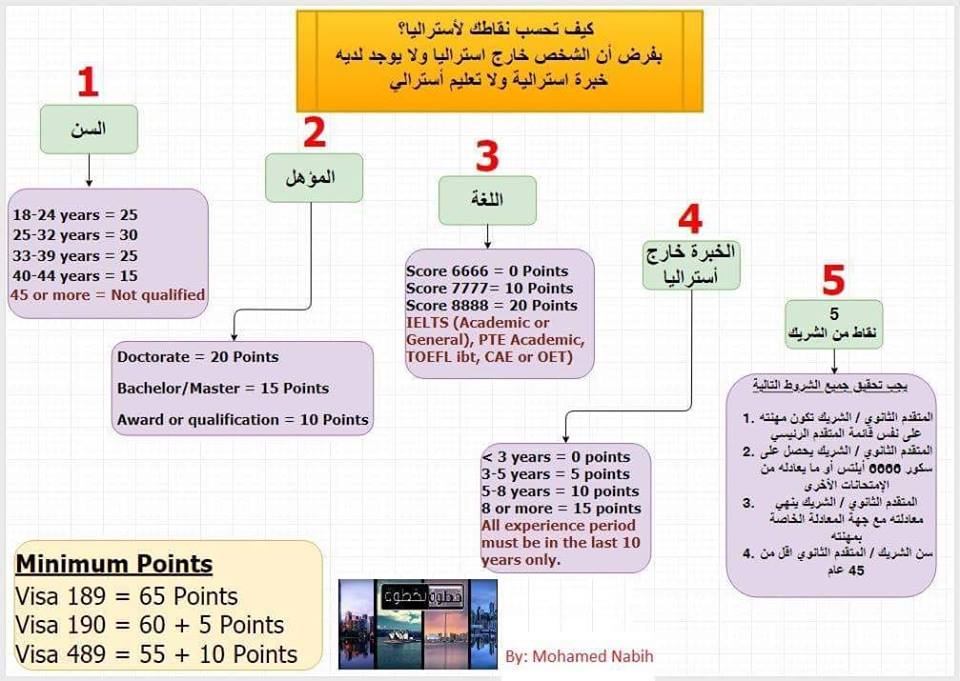 كيف تحسب نقاطك لأستراليا؟
بفرض أن الشخص خارج استراليا ولا يوجد لديه
خبرة استرالية ولا تعليم أسترالي
1
السن
18-24 years = 25
25-32 years = 30
33-39 years = 25
40-44 years = 15
45 or more = Not qualified
2
المؤهل
Doctorate = 20 Points
Bachelor/Master = 15 Points
Award or qualification = 10 Points
3
اللغة
Score 6666 = 0 Points
Score 7777= 10 Points
Score 8888 = 20 Points
IELTS (Academic or
General), PTE Academic,
TOEFL ibt, CAE or OET)
4
الخبرة خارج
أستراليا
< 3 years = 0 points
3-5 years = 5 points
5-8 years = 10 points
8 or more = 15 points
All experience period
must be in the last 10
years only.
5
5
نقاط من الشريك
يجب تحقيق جميع الشروط التالية
1. المتقدم الثانوي / الشريك تكون مهنته
على نفس قائمة المتقدم الرئيسي
2. المتقدم الثانوي / الشريك يحصل على
سكور 6666 أيلتس أو ما يعادله من
الإمتحانات الأخرى
3. المتقدم الثانوي / الشريك ينهي
معادلته مع جهة المعادلة الخاصة
بمهنته
4. سن الشريك / المتقدم الثانوي اقل من
45 عام
Minimum Points
Visa 189 = 65 Points
Visa 190 = 60 + 5 Points
Visa 489 = 55 + 10 Points
خطوة بخطوة
By: Mohamed Nabih